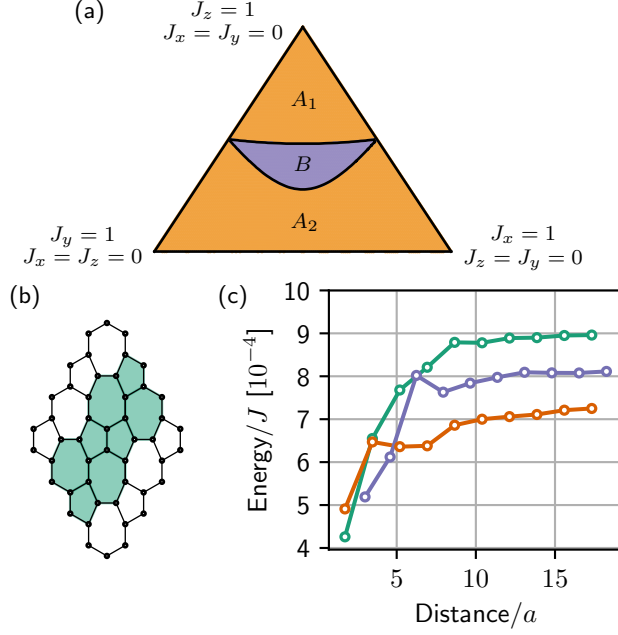 (a)
J_z = 1
J_x = J_y = 0
A_1
B
A_2
J_y = 1
J_x = J_z = 0
J_x = 1
J_z = J_y = 0
(b)
(c)
Energy/J [10^{-4}]
10
9
8
7
6
5
4
5
10
15
Distance/a